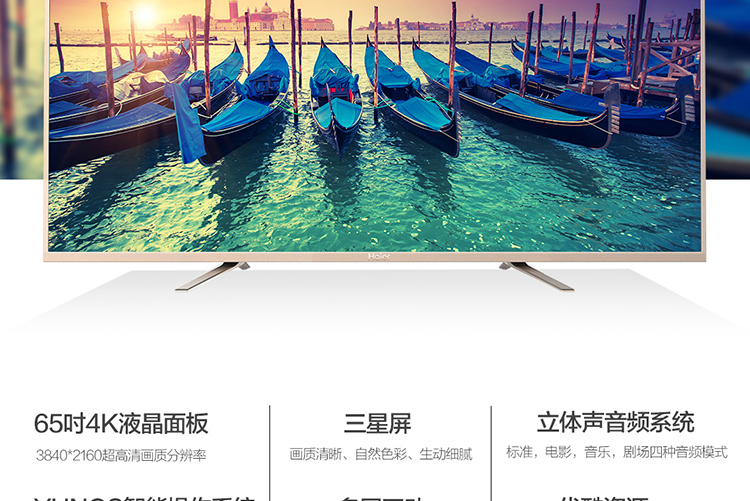 Haier
65吋4K液晶面板
3840*2160超高清画质分辨率
三星屏
画质清晰、自然色彩、生动细腻
立体声音频系统
标准，电影，音乐，剧场四种音频模式